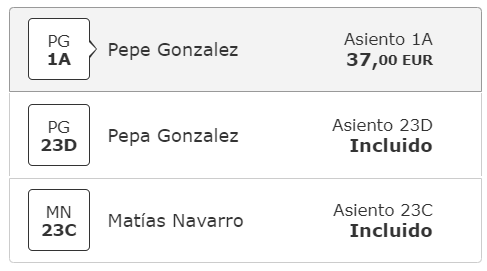 PG
1A
Pepe Gonzalez
Asiento 1A
37,00 EUR
PG
23D
Pepa Gonzalez
Asiento 23D
Incluido
MN
23C
Matías Navarro
Asiento 23C
Incluido